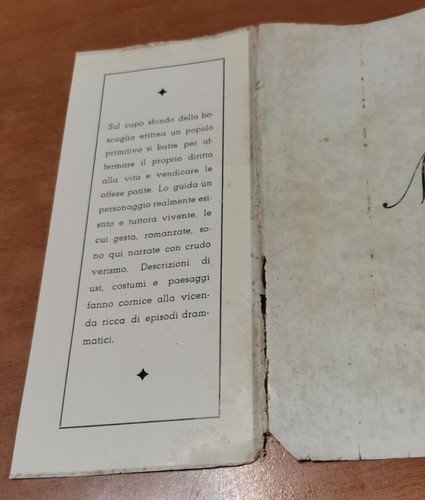 Sul cupo sfondo della bo-
scaglia eritrea un popolo
primitivo si batte per af-
fermare il proprio diritto
alla vita e vendicare le
offese patite. Lo guida un
personaggio realmente esi-
stito e tuttora vivente, le
cui gesta, romanzate, so-
no qui narrate con crudo
verismo. Descrizioni di
usi, costumi e paesaggi
fanno cornice alla vicen-
da ricca di episodi dram-
matici.